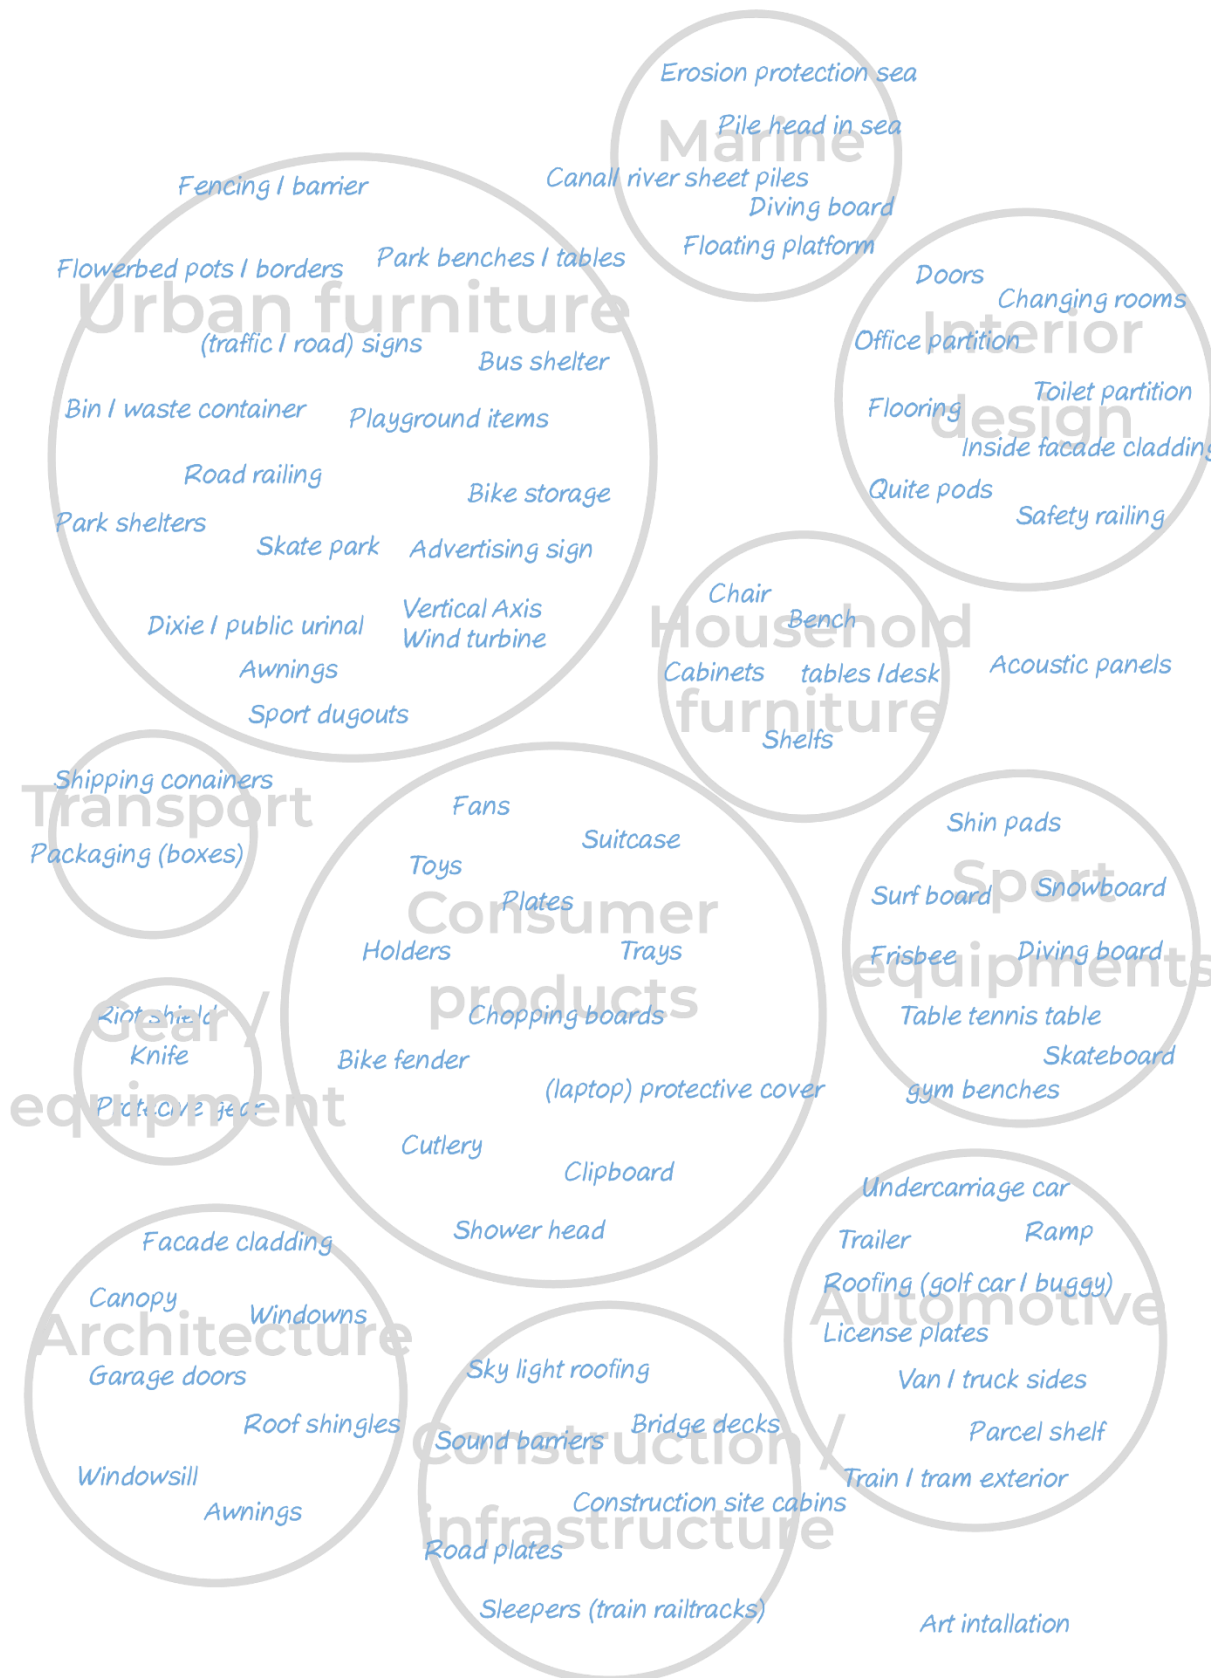 Erosion protection sea
Pile head in sea
Marine
Canall river sheet piles
Diving board
Floating platform
Fencing / barrier
Flowerbed pots / borders
Park benches / tables
Urban furniture
(traffic / road) signs
Bus shelter
Bin / waste container
Playground items
Road railing
Bike storage
Park shelters
Skate park
Advertising sign
Dixie / public urinal
Vertical Axis
Wind turbine
Awnings
Sport dugouts
Doors
Changing rooms
Interior
Office partition
Toilet partition
Flooring
design
Inside facade cladding
Quite pods
Safety railing
Chair
Household
Bench
Cabinets
tables /desk
furniture
Shelfs
Acoustic panels
Shipping conainers
Transport
Packaging (boxes)
Fans
Suitcase
Toys
Plates
Consumer
Holders
Trays
products
Chopping boards
Bike fender
(laptop) protective cover
Cutlery
Clipboard
Shower head
Shin pads
Sport
Surf board
Snowboard
Frisbee
Diving board
equipments
Table tennis table
Skateboard
gym benches
Riot shield
Gear /
Knife
equipment
Protecive gear
Undercarriage car
Trailer
Ramp
Roofing (golf car / buggy)
Automotive
License plates
Van / truck sides
Parcel shelf
Train / tram exterior
Facade cladding
Canopy
Windowns
Architecture
Garage doors
Roof shingles
Windowsill
Awnings
Sky light roofing
Bridge decks
Sound barriers
Construction /
Construction site cabins
infrastructure
Road plates
Sleepers (train railtracks)
Art intallation